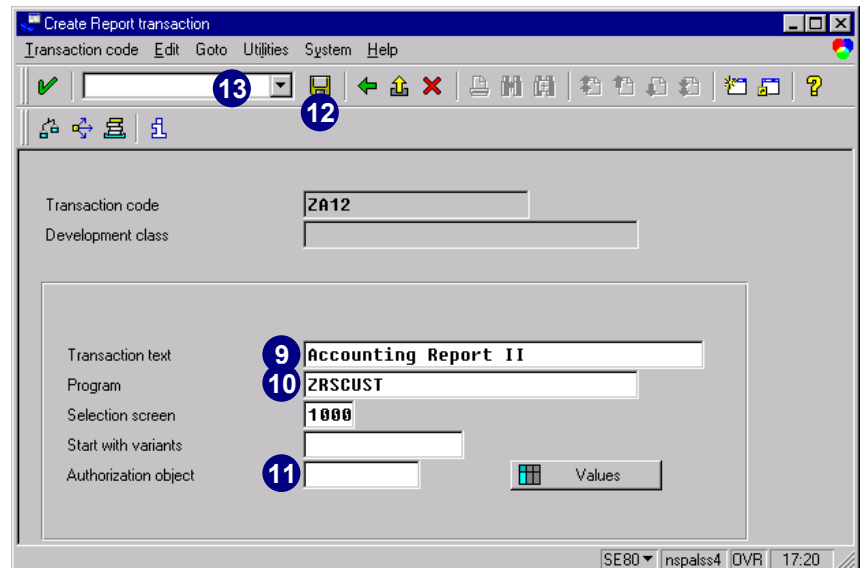 Create Report transaction
Transaction code Edit Goto Utilities System Help
13
12
Transaction code ZA12
Development class
Transaction text 9 Accounting Report II
Program 10 ZRSCUST
Selection screen 1000
Start with variants
Authorization object 11 Values
SE80 nspalss4 OVR 17:20